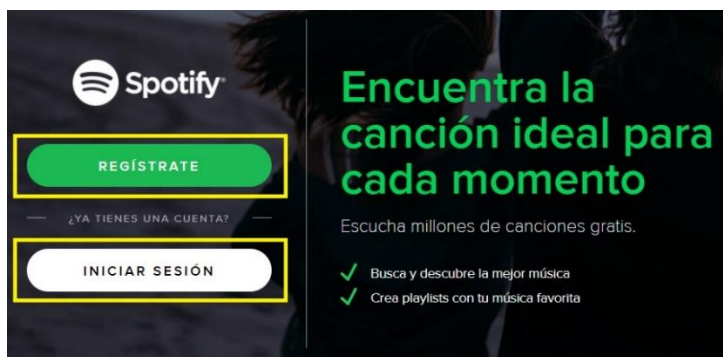 Spotify
REGÍSTRATE
¿YA TIENES UNA CUENTA?
INICIAR SESIÓN
Encuentra la
canción ideal para
cada momento
Escucha millones de canciones gratis.
Busca y descubre la mejor música
Crea playlists con tu música favorita